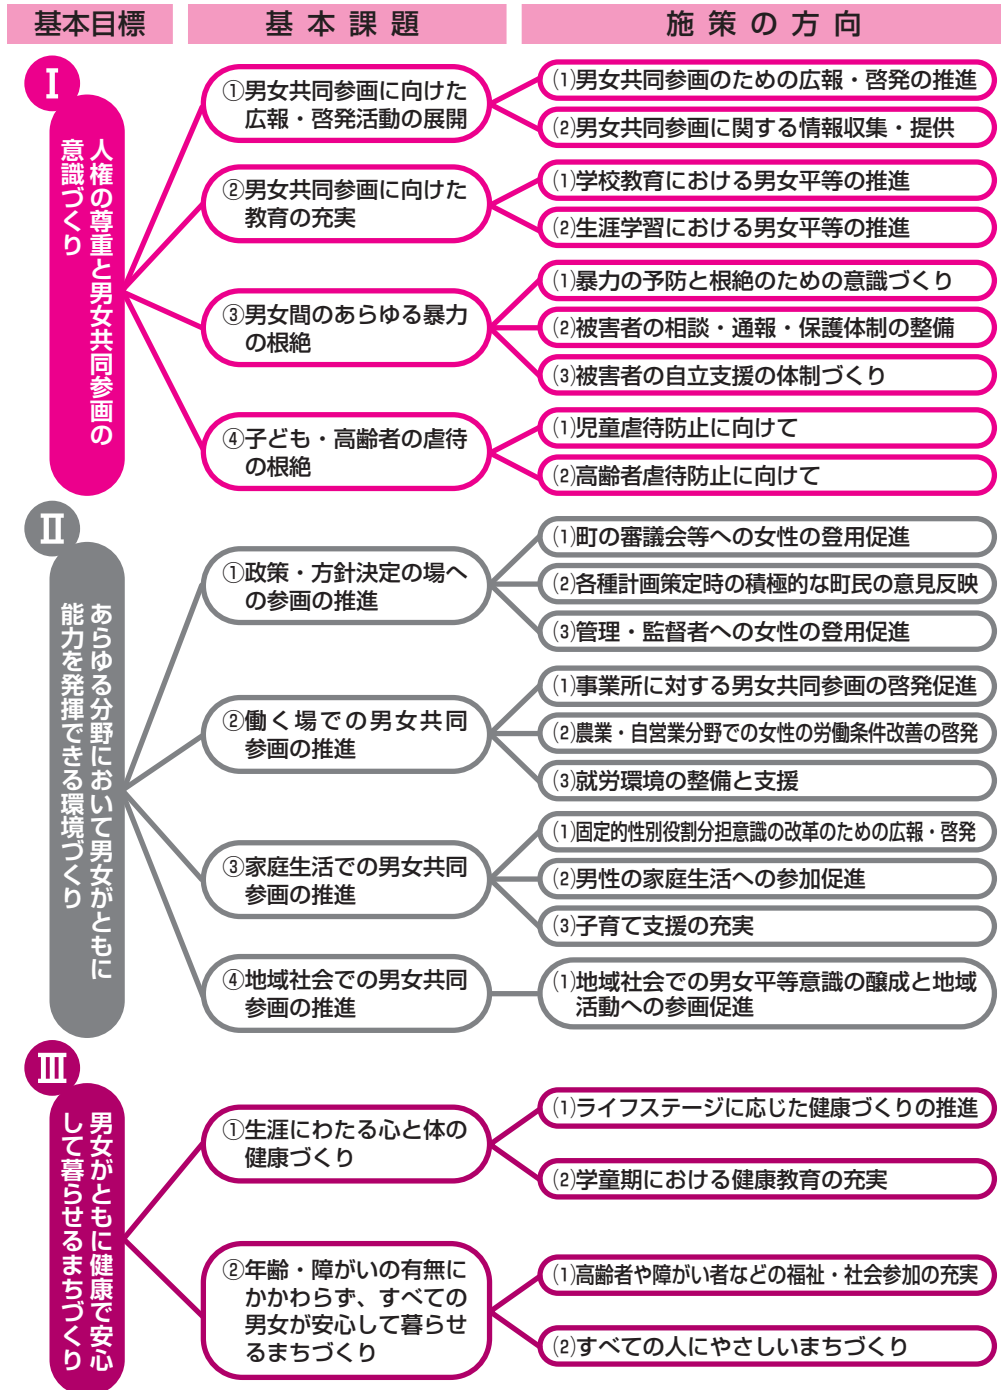 基本目標
基本課題
施策の方向
Ⅰ
人権の尊重と男女共同参画の
意識づくり
①男女共同参画に向けた
広報・啓発活動の展開
⑴男女共同参画のための広報・啓発の推進
⑵男女共同参画に関する情報収集・提供
②男女共同参画に向けた
教育の充実
⑴学校教育における男女平等の推進
⑵生涯学習における男女平等の推進
③男女間のあらゆる暴力
の根絶
⑴暴力の予防と根絶のための意識づくり
⑵被害者の相談・通報・保護体制の整備
⑶被害者の自立支援の体制づくり
④子ども・高齢者の虐待
の根絶
⑴児童虐待防止に向けて
⑵高齢者虐待防止に向けて
Ⅱ
あらゆる分野において男女がともに
能力を発揮できる環境づくり
①政策・方針決定の場へ
の参画の推進
⑴町の審議会等への女性の登用促進
⑵各種計画策定時の積極的な町民の意見反映
⑶管理・監督者への女性の登用促進
②働く場での男女共同
参画の推進
⑴事業所に対する男女共同参画の啓発促進
⑵農業・自営業分野での女性の労働条件改善の啓発
⑶就労環境の整備と支援
③家庭生活での男女共同
参画の推進
⑴固定的性別役割分担意識の改革のための広報・啓発
⑵男性の家庭生活への参加促進
⑶子育て支援の充実
④地域社会での男女共同
参画の推進
⑴地域社会での男女平等意識の醸成と地域
活動への参画促進
Ⅲ
男女がともに健康で安心
して暮らせるまちづくり
①生涯にわたる心と体の
健康づくり
⑴ライフステージに応じた健康づくりの推進
⑵学童期における健康教育の充実
②年齢・障がいの有無に
かかわらず、すべての
男女が安心して暮らせ
るまちづくり
⑴高齢者や障がい者などの福祉・社会参加の充実
⑵すべての人にやさしいまちづくり